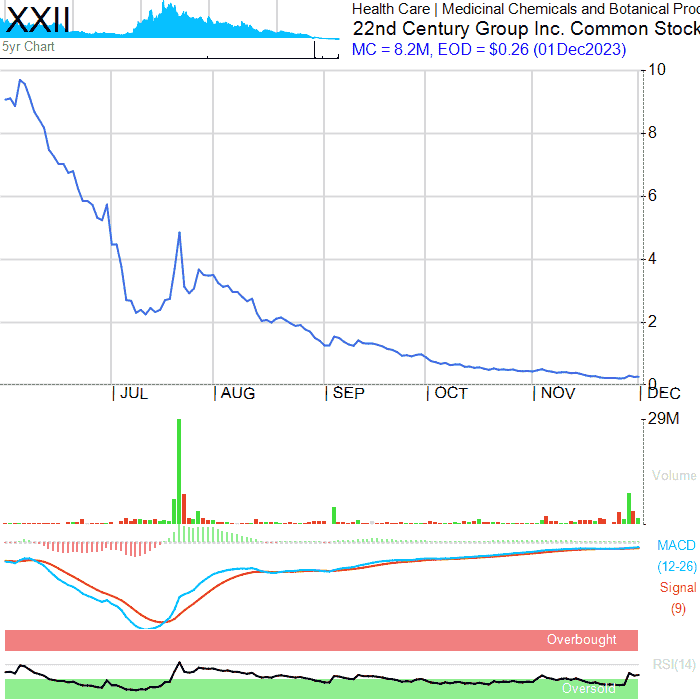 XXII
Health Care | Medicinal Chemicals and Botanical Prod
22nd Century Group Inc. Common Stock
5yr Chart
MC = 8.2M, EOD = $0.26 (01Dec2023)
10
8
6
4
2
0
JUL AUG SEP OCT NOV DEC
29M
Volume
MACD
(12-26)
Signal
(9)
Overbought
RSI(14)
Oversold